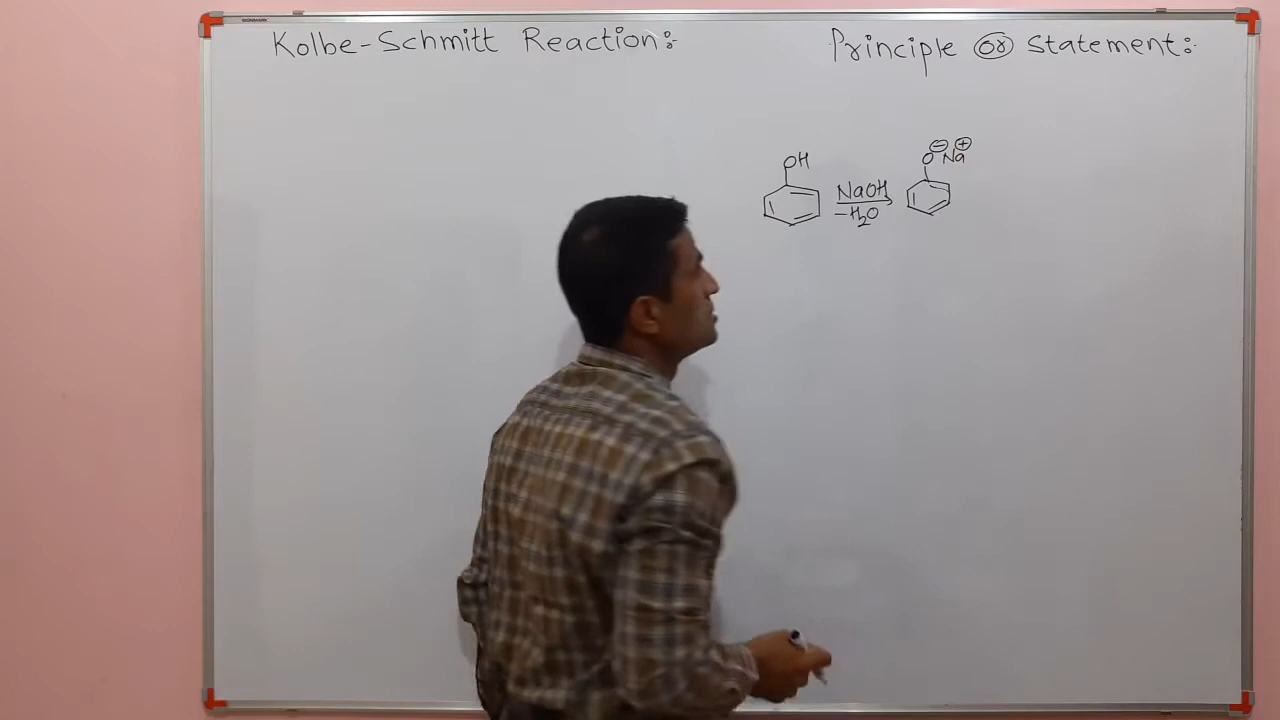 Kolbe-Schmitt Reaction:-
Principle or Statement:-
OH
NaOH
-H2O
O⊖ Na⊕